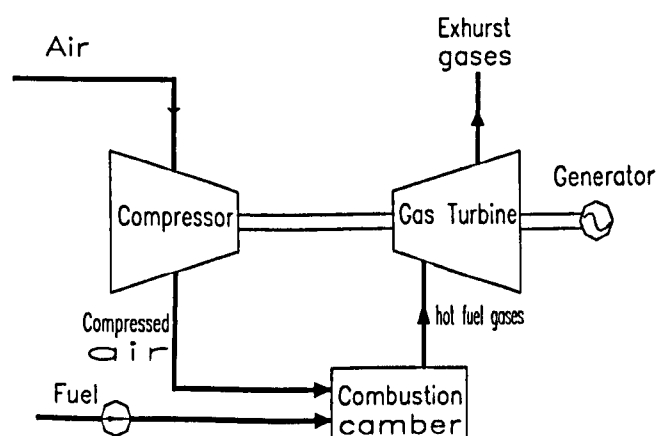 Air
Exhurst
gases
Generator
Compressor
Gas Turbine
Compressed
air
hot fuel gases
Fuel
Combustion
camber